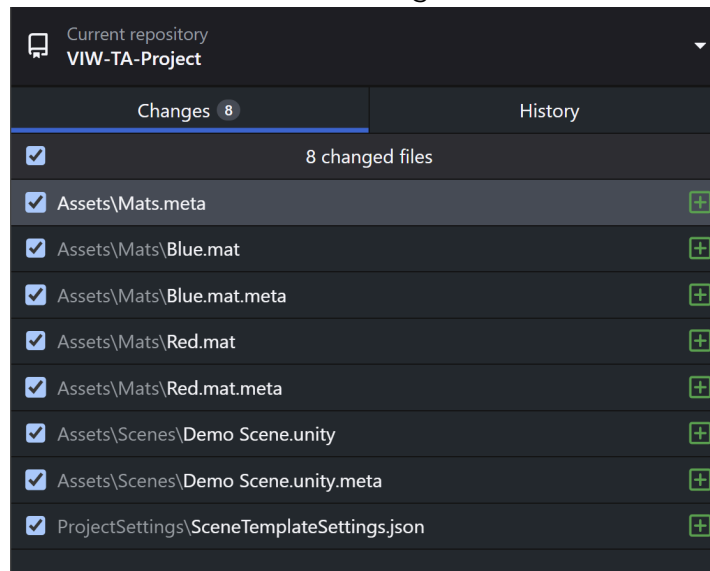 Current repository
VIW-TA-Project
Changes 8
History
8 changed files
Assets\Mats.meta
Assets\Mats\Blue.mat
Assets\Mats\Blue.mat.meta
Assets\Mats\Red.mat
Assets\Mats\Red.mat.meta
Assets\Scenes\Demo Scene.unity
Assets\Scenes\Demo Scene.unity.meta
ProjectSettings\SceneTemplateSettings.json